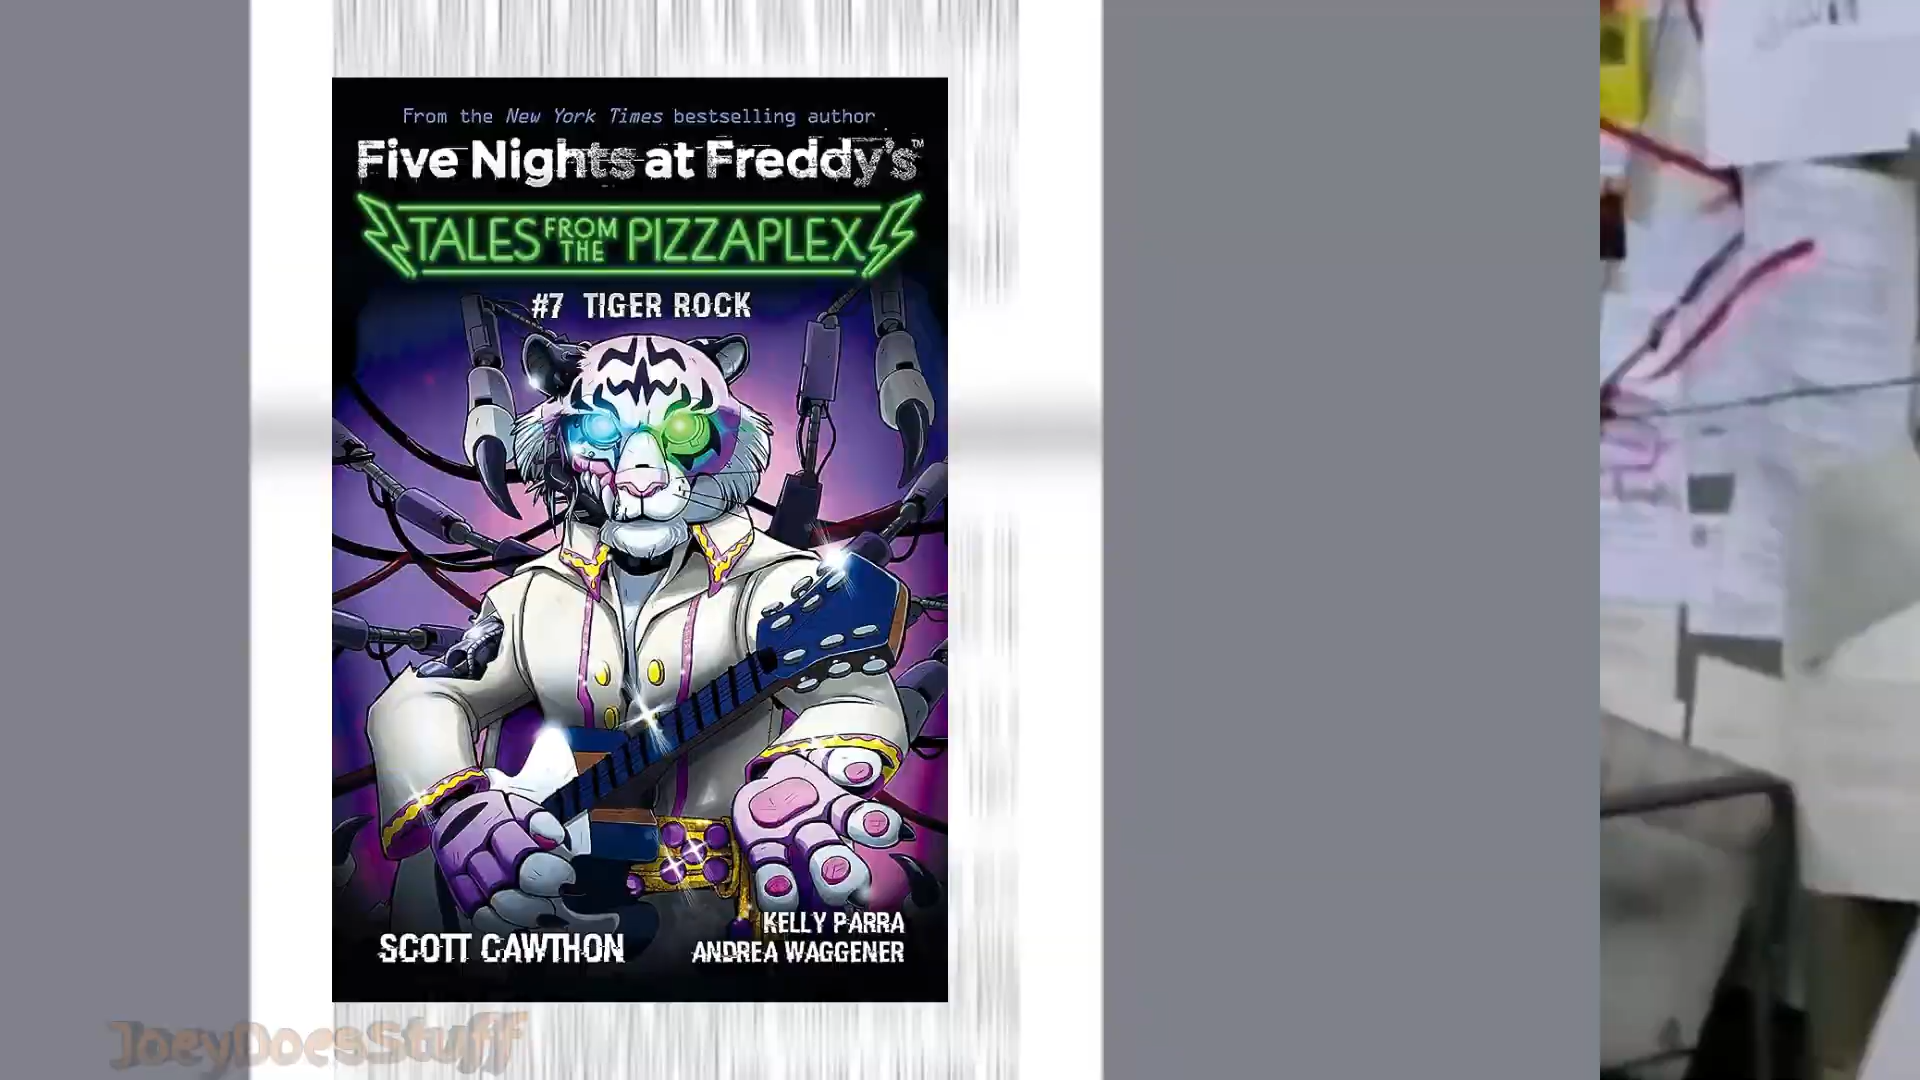 From the New York Times bestselling author
Five Nights at Freddy's™
TALES FROM THE PIZZAPLEX
#7 TIGER ROCK
SCOTT CAWTHON
KELLY PARRA
ANDREA WAGGENER
JoeyDoesStuff